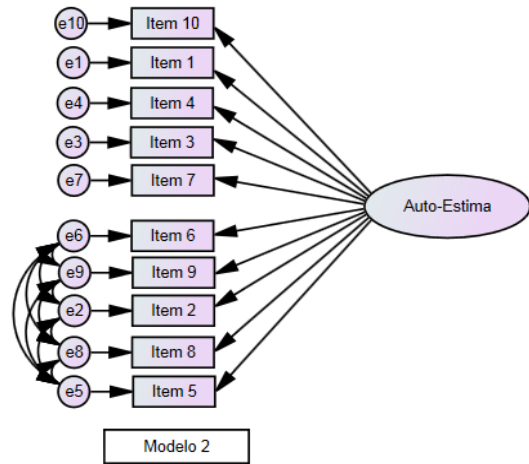 e10 Item 10
e1 Item 1
e4 Item 4
e3 Item 3
e7 Item 7
Auto-Estima
e6 Item 6
e9 Item 9
e2 Item 2
e8 Item 8
e5 Item 5
Modelo 2